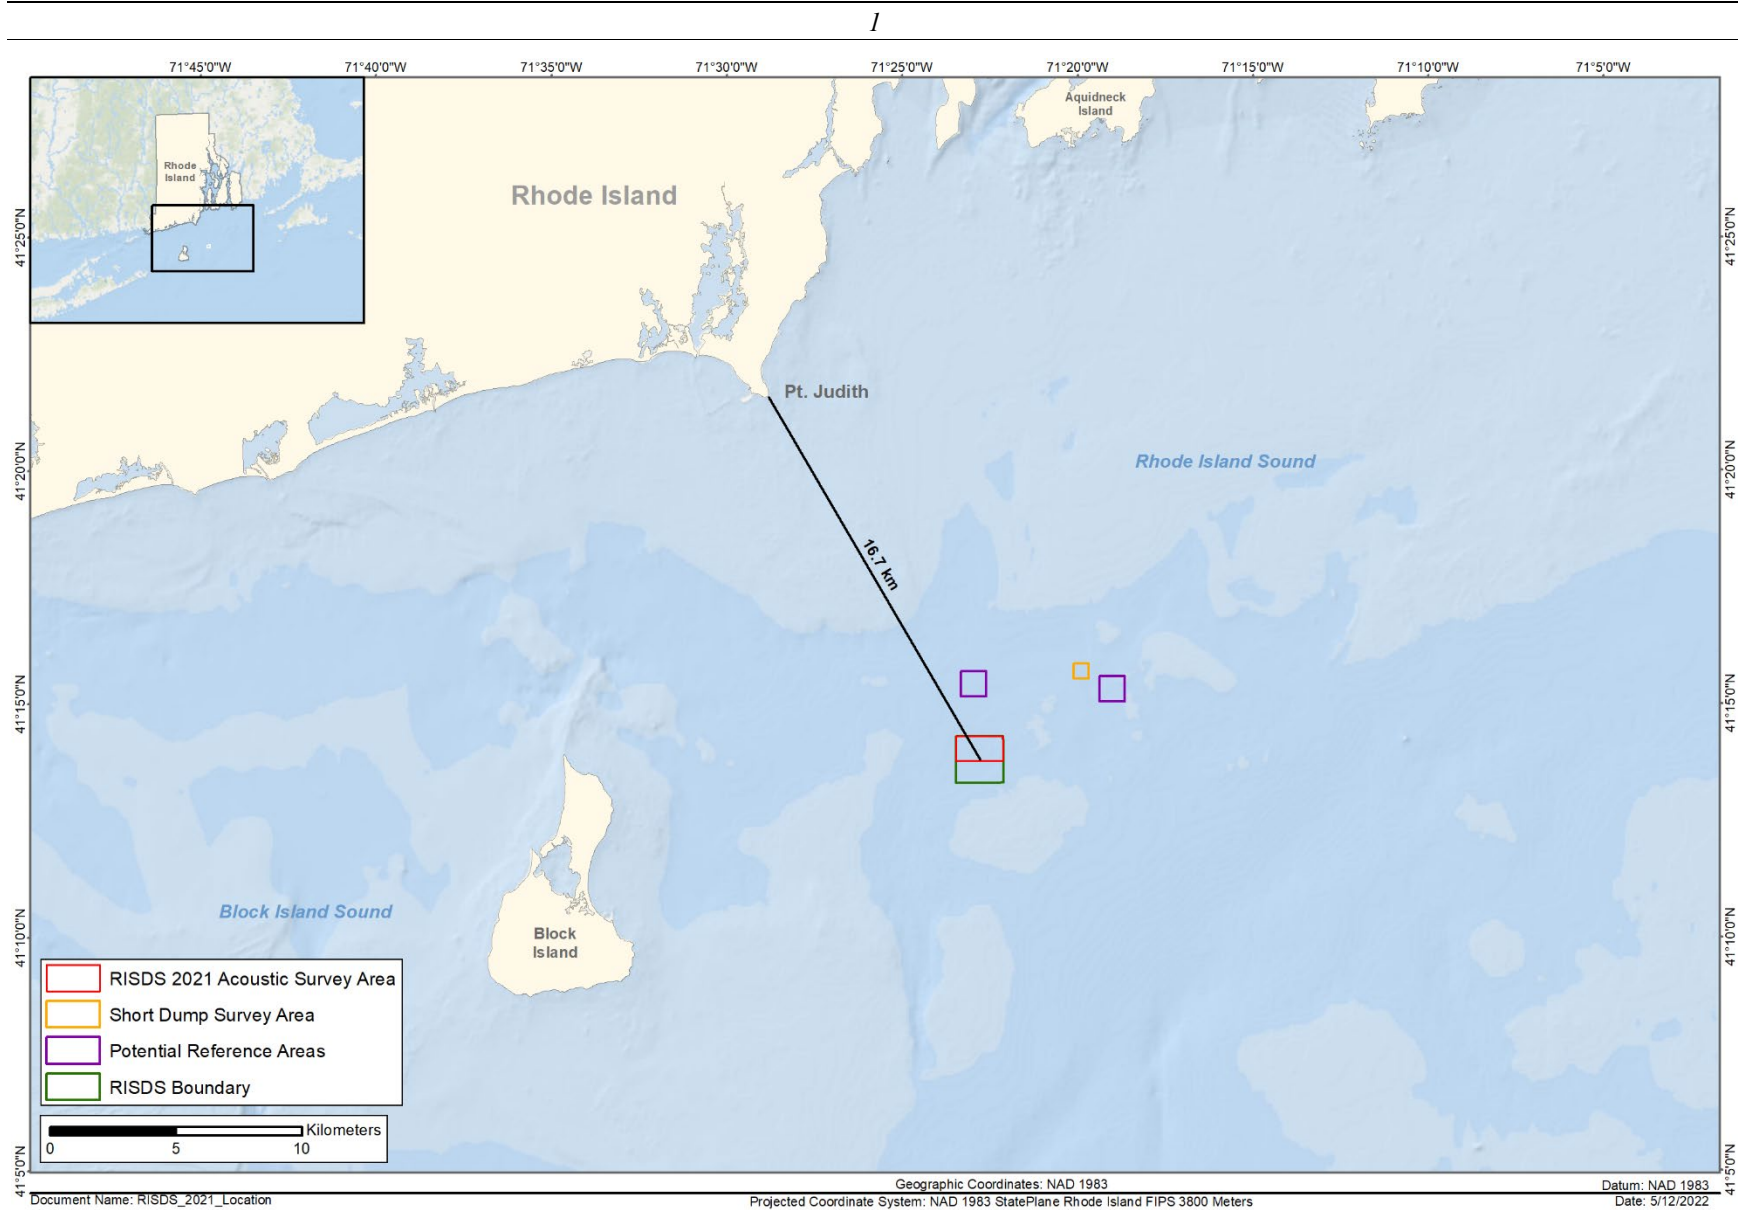 l
71°45'0"W 71°40'0"W 71°35'0"W 71°30'0"W 71°25'0"W 71°20'0"W 71°15'0"W 71°10'0"W 71°5'0"W
Aquidneck
Island
Rhode
Island
Rhode Island
41°25'0"N 41°25'0"N
Pt. Judith
Rhode Island Sound
41°20'0"N 41°20'0"N
16.7 km
41°15'0"N 41°15'0"N
Block Island Sound
Block
Island
41°10'0"N 41°10'0"N
RISDS 2021 Acoustic Survey Area
Short Dump Survey Area
Potential Reference Areas
RISDS Boundary
Kilometers
0 5 10
41°5'0"N 41°5'0"N
Geographic Coordinates: NAD 1983
Datum: NAD 1983
Document Name: RISDS_2021_Location
Projected Coordinate System: NAD 1983 StatePlane Rhode Island FIPS 3800 Meters
Date: 5/12/2022